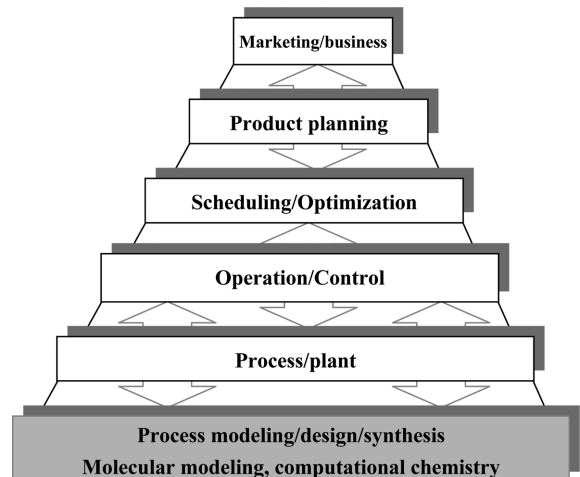 Marketing/business
Product planning
Scheduling/Optimization
Operation/Control
Process/plant
Process modeling/design/synthesis
Molecular modeling, computational chemistry